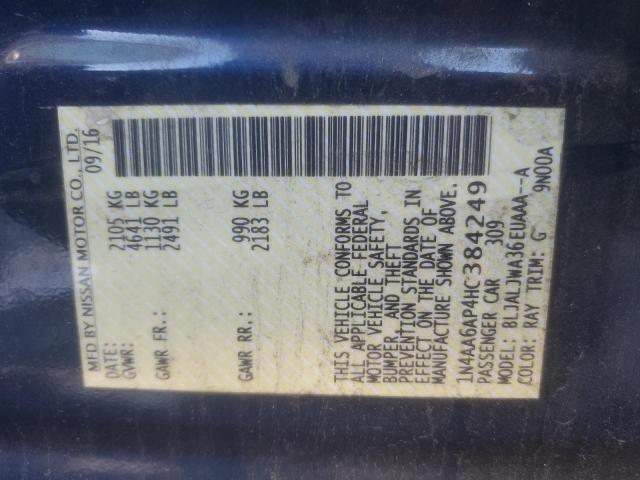 MFD BY NISSAN MOTOR CO., LTD.
DATE: 09/16
GVWR: 2105 KG
4641 LB
GAWR FR.: 1130 KG
2491 LB
GAWR RR.: 990 KG
2183 LB
THIS VEHICLE CONFORMS TO
ALL APPLICABLE FEDERAL
MOTOR VEHICLE SAFETY,
BUMPER, AND THEFT
PREVENTION STANDARDS IN
EFFECT ON THE DATE OF
MANUFACTURE SHOWN ABOVE.
1N4AA6AP4HC384249
PASSENGER CAR 309
MODEL: BLJALJWA36EUAAA--A
COLOR: RAY TRIM: G 9N00A